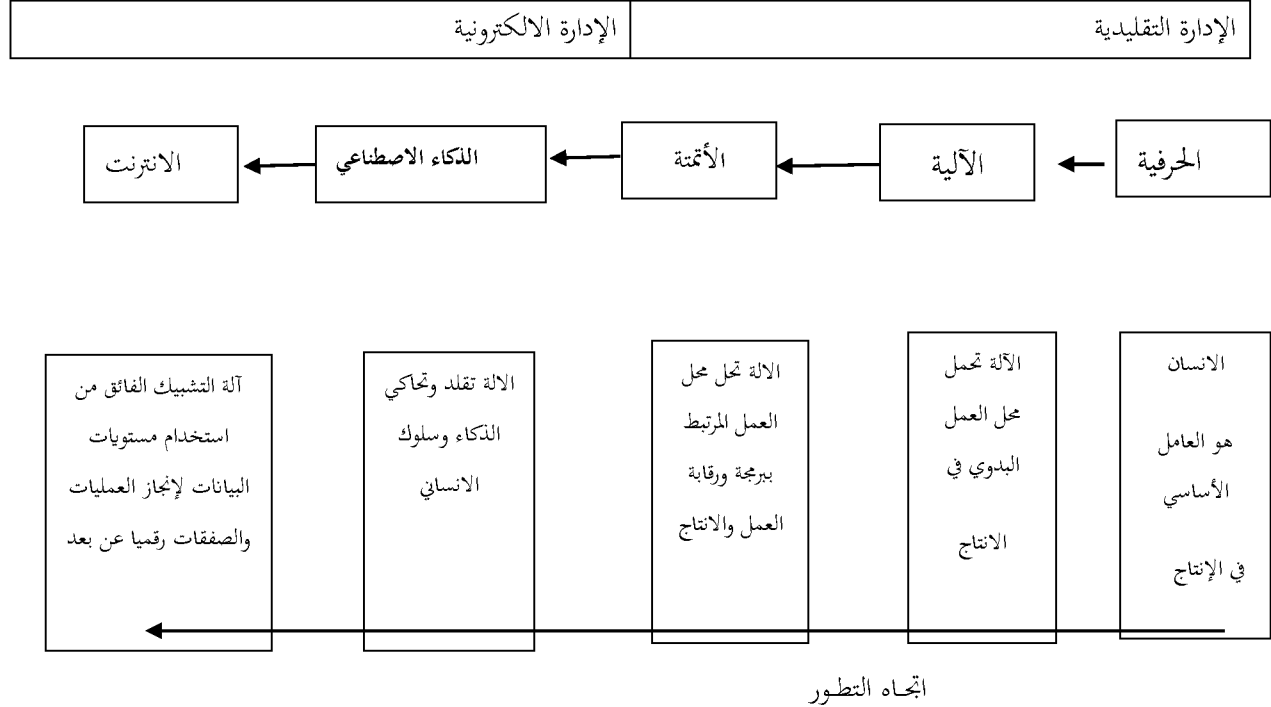 الإدارة التقليدية
الإدارة الالكترونية
الحرفية
الآلية
الأتمتة
الذكاء الاصطناعي
الانترنت
الانسان
هو العامل
الأساسي
في الإنتاج
الآلة تحمل
محل العمل
البدوي في
الانتاج
الالة تحل محل
العمل المرتبط
ببرمجة ورقابة
العمل والانتاج
الالة تقلد وتحاكي
الذكاء وسلوك
الانساني
آلة التشبيك الفائق من
استخدام مستويات
البيانات لإنجاز العمليات
والصفقات رقميا عن بعد
اتجاه التطور